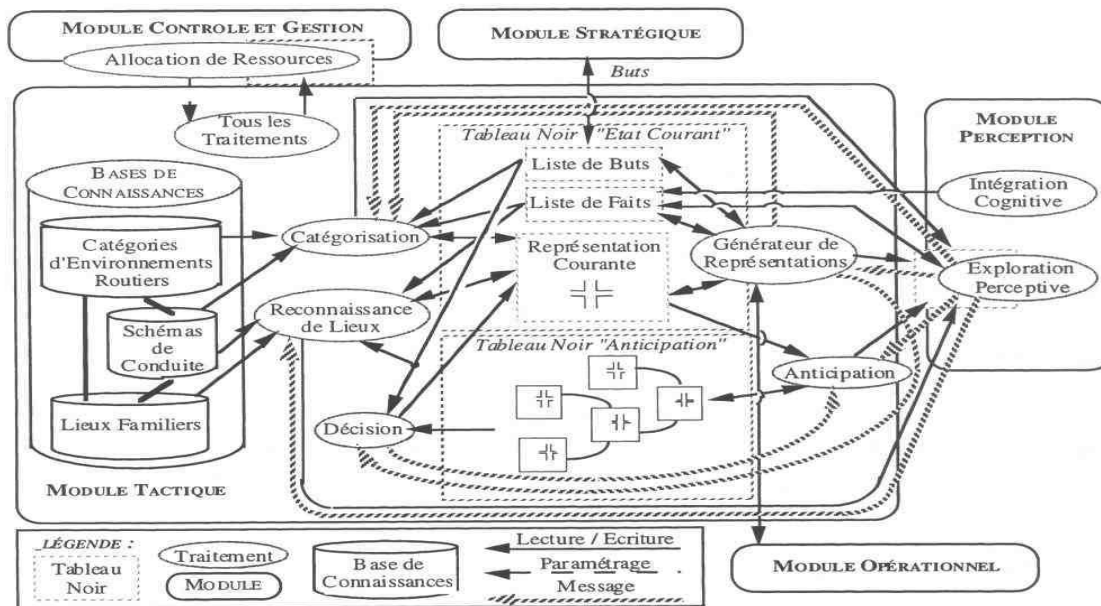 MODULE CONTROLE ET GESTION
Allocation de Ressources
MODULE STRATÉGIQUE
Buts
TOUS LES
TRAITEMENTS
Tableau Noir "Etat Courant"
MODULE
PERCEPTION
BASES DE
CONNAISSANCES
Liste de Buts
Liste de Faits
Intégration
Cognitive
Catégories
d'Environnements
Routiers
Catégorisation
Représentation
Courante
Générateur de
Représentations
Exploration
Perceptive
Schémas
de
Conduite
Reconnaissance
de Lieux
Tableau Noir "Anticipation"
Anticipation
Lieux Familiers
Décision
MODULE TACTIQUE
LÉGENDE :
Tableau
Noir
Traitement
MODULE
Base de
Connaissances
Lecture / Ecriture
Paramétrage
Message
MODULE OPÉRATIONNEL